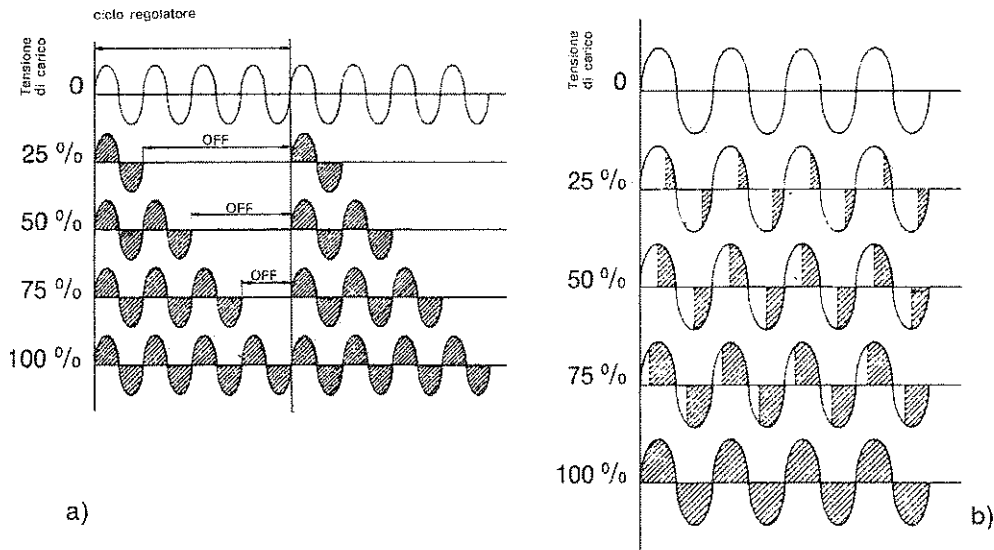 ciclo regolatore
Tensione
di carico
0
25 %
OFF
50 %
OFF
75 %
OFF
100 %
a)
Tensione
di carico
0
25 %
50 %
75 %
100 %
b)